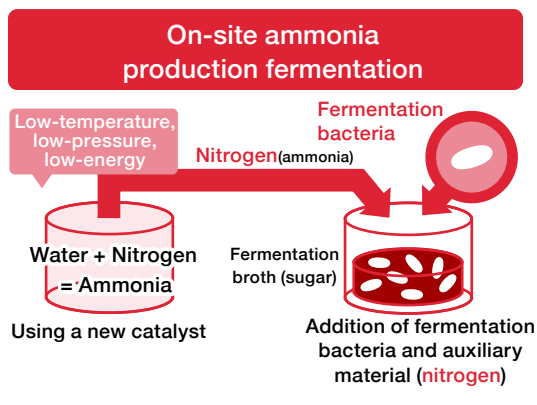 On-site ammonia
production fermentation
Low-temperature,
low-pressure,
low-energy
Fermentation
bacteria
Nitrogen(ammonia)
Water + Nitrogen
= Ammonia
Fermentation
broth (sugar)
Using a new catalyst
Addition of fermentation
bacteria and auxiliary
material (nitrogen)